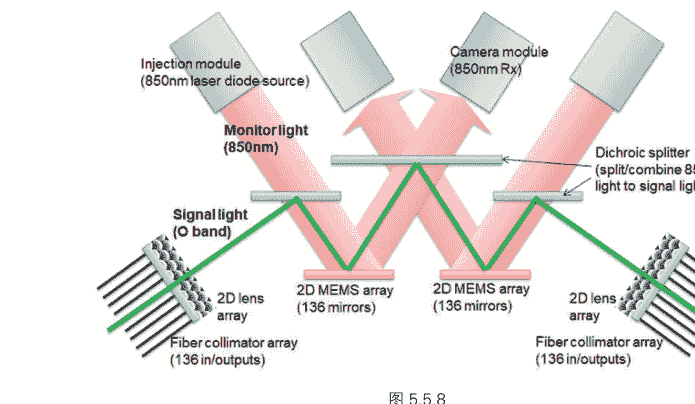 Injection module
(850nm laser diode source)
Camera module
(850nm Rx)
Monitor light
(850nm)
Dichroic splitter
(split/combine 85
light to signal lig
Signal light
(O band)
2D MEMS array
(136 mirrors)
2D MEMS array
(136 mirrors)
2D lens
array
2D lens
array
Fiber collimator array
(136 in/outputs)
Fiber collimator array
(136 in/outputs)
图 5.5.8